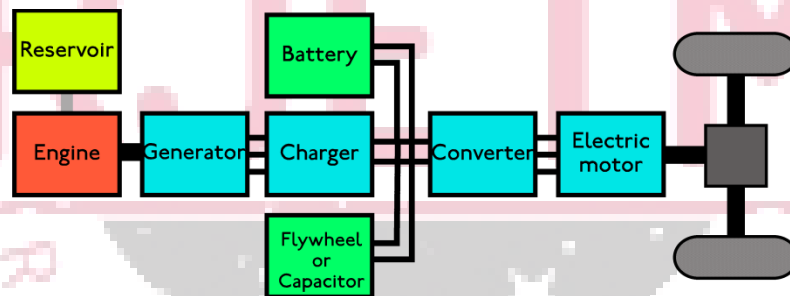 Reservoir
Battery
Engine
Generator
Charger
Converter
Electric
motor
Flywheel
or
Capacitor